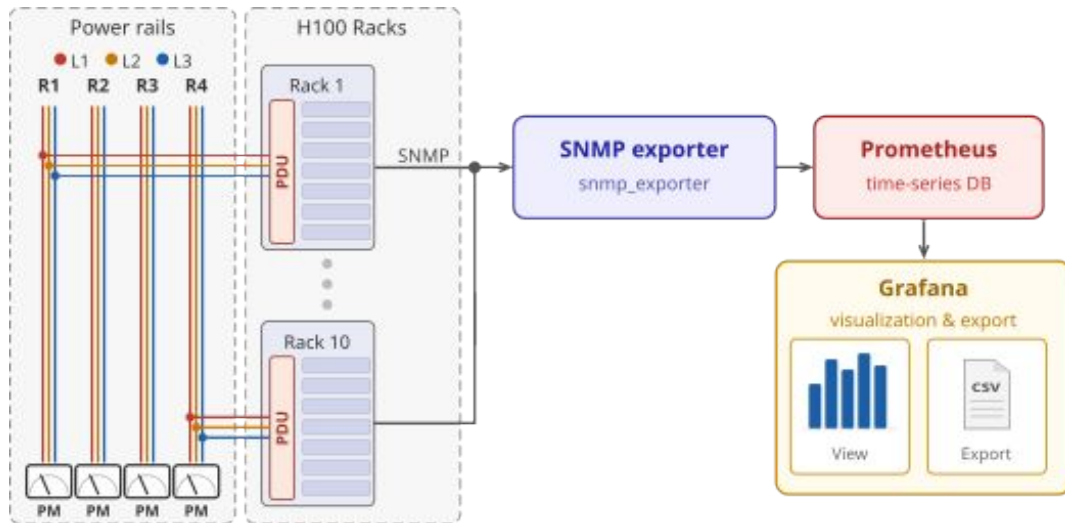 Power rails
L1 L2 L3
R1 R2 R3 R4
PM PM PM PM
H100 Racks
Rack 1
PDU
Rack 10
PDU
SNMP
SNMP exporter
snmp_exporter
Prometheus
time-series DB
Grafana
visualization & export
View
CSV
Export